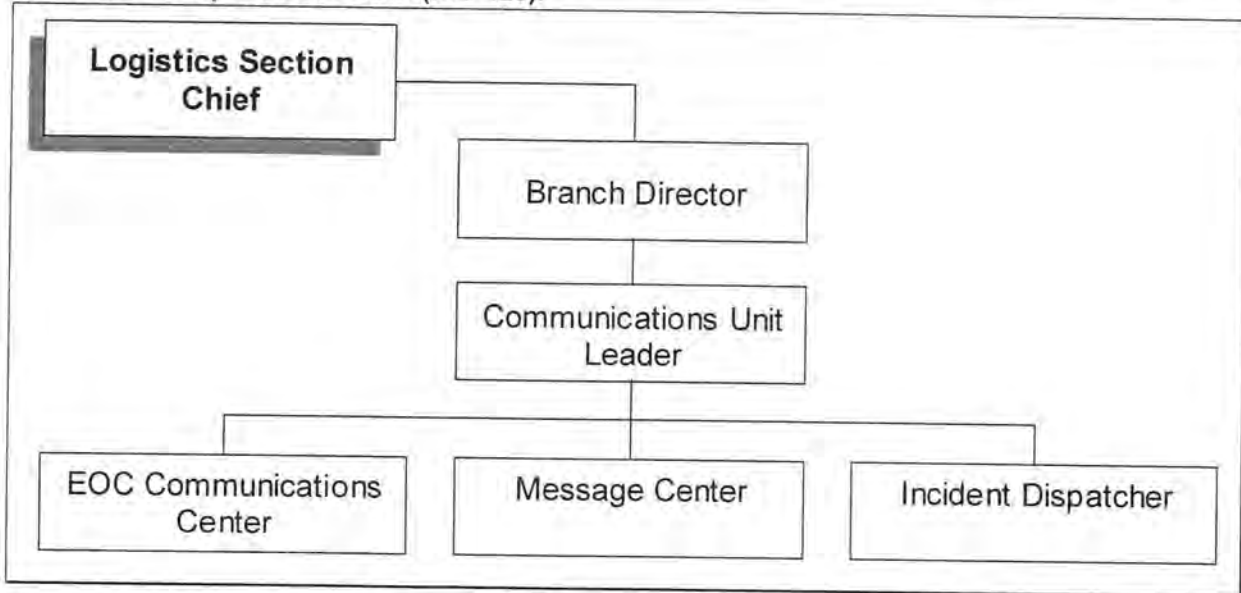 Logistics Section
Chief
Branch Director
Communications Unit
Leader
EOC Communications
Center
Message Center
Incident Dispatcher